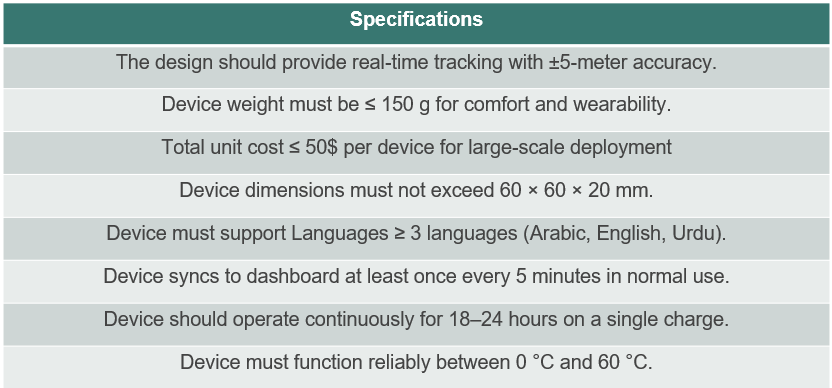 Specifications
The design should provide real-time tracking with ±5-meter accuracy.
Device weight must be ≤ 150 g for comfort and wearability.
Total unit cost ≤ 50$ per device for large-scale deployment
Device dimensions must not exceed 60 × 60 × 20 mm.
Device must support Languages ≥ 3 languages (Arabic, English, Urdu).
Device syncs to dashboard at least once every 5 minutes in normal use.
Device should operate continuously for 18–24 hours on a single charge.
Device must function reliably between 0 °C and 60 °C.